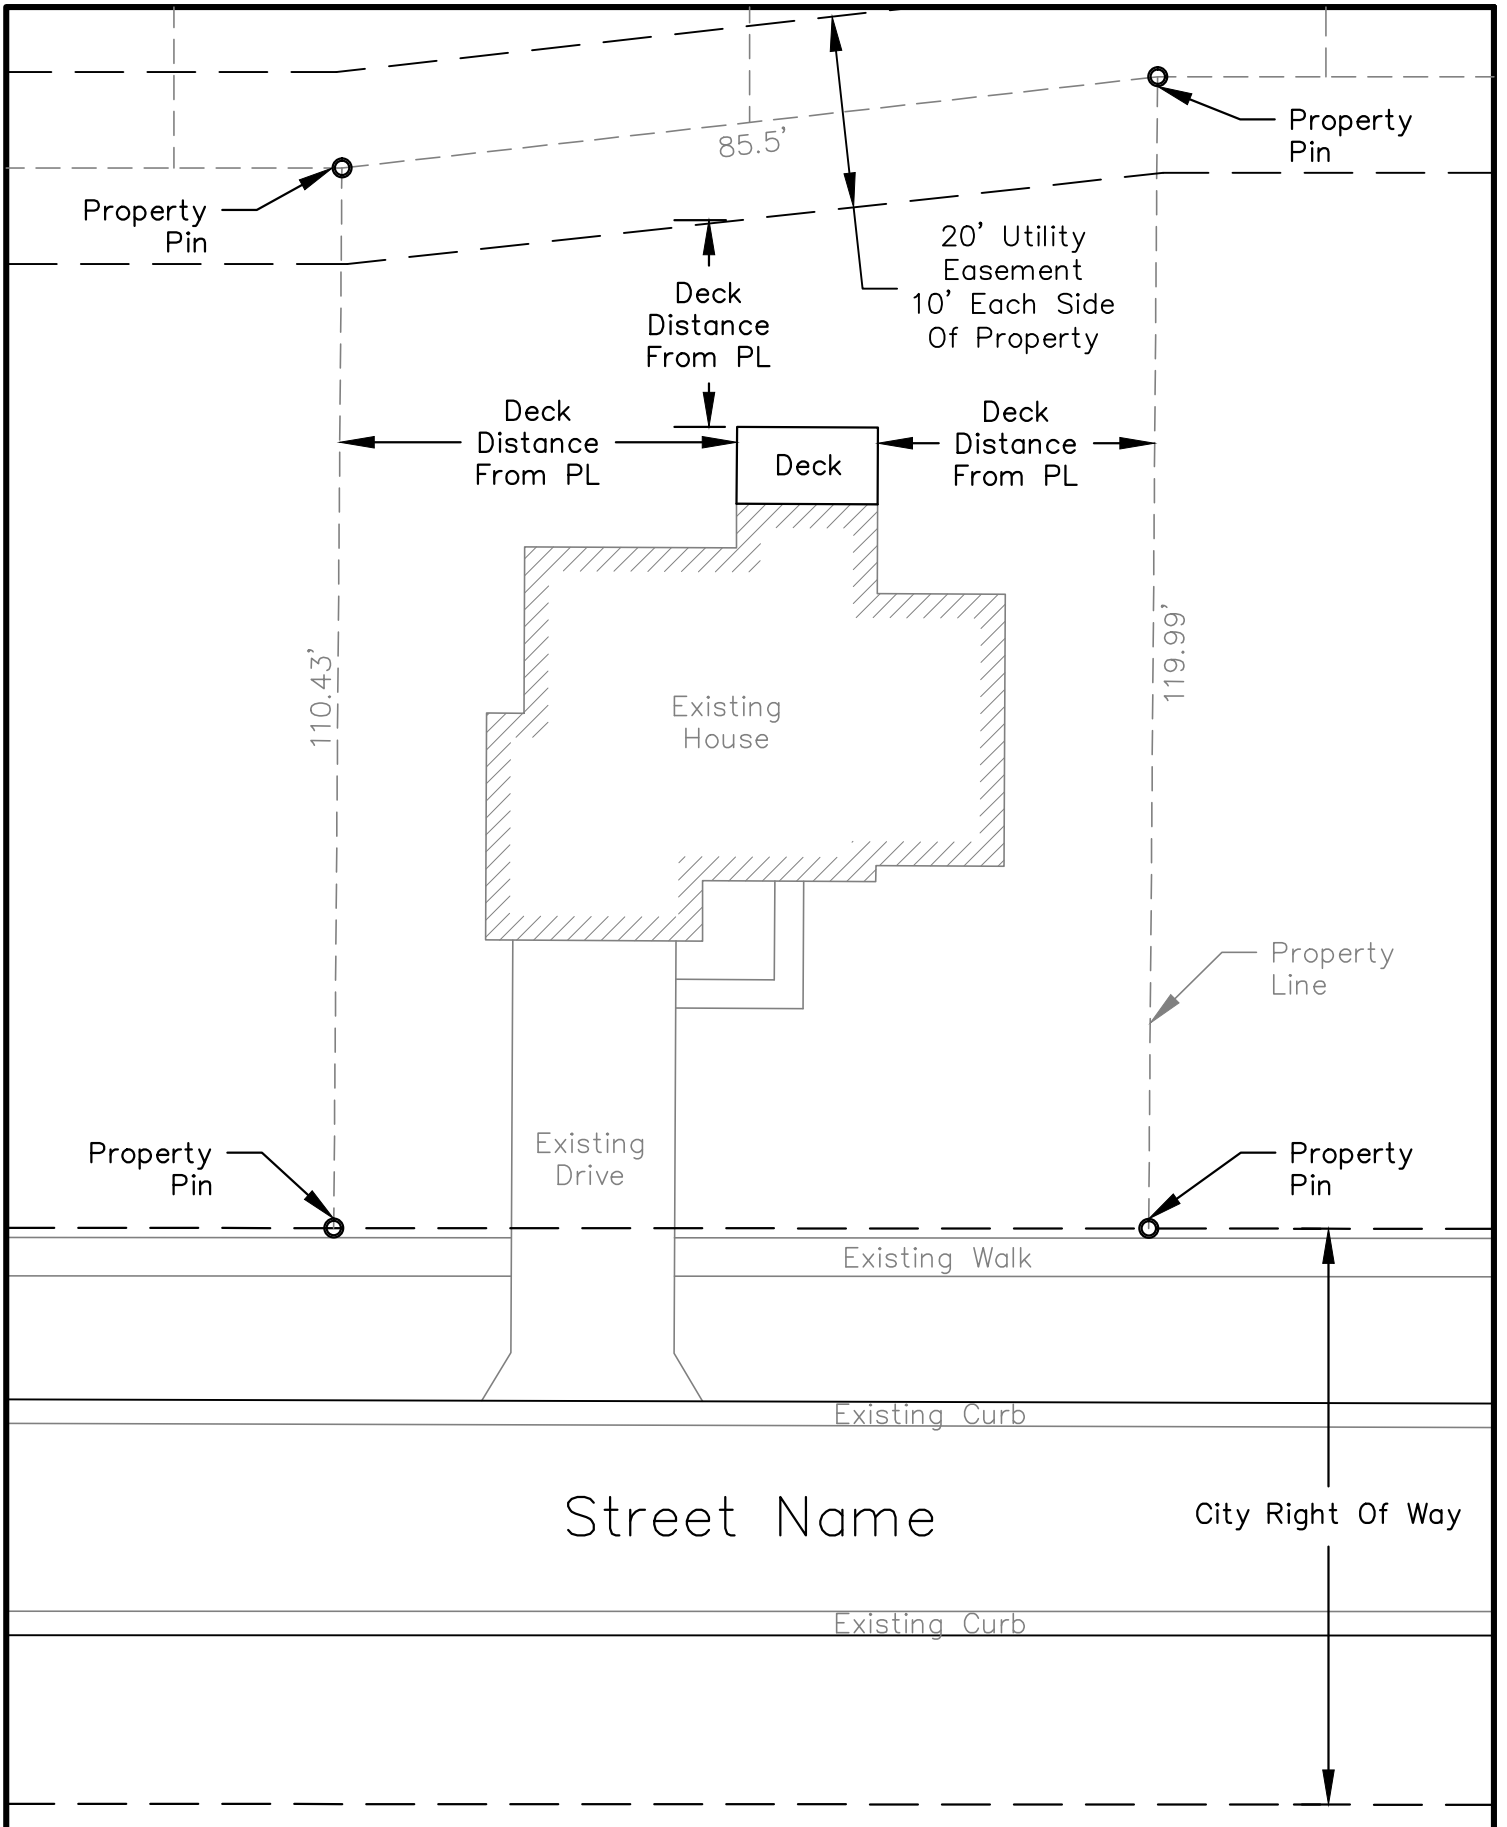 Property
Pin
85.5'
Property
Pin
20' Utility
Easement
10' Each Side
Of Property
Deck
Distance
From PL
Deck
Distance
From PL
Deck
Distance
From PL
Deck
110.43'
119.99'
Existing
House
Property
Line
Existing
Drive
Property
Pin
Property
Pin
Existing Walk
Existing Curb
Street Name
City Right Of Way
Existing Curb